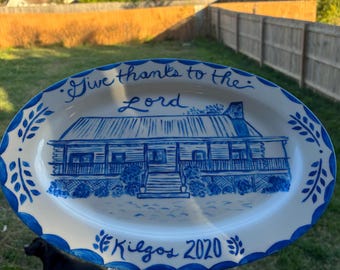 Give thanks to the
Lord
Kilgos 2020